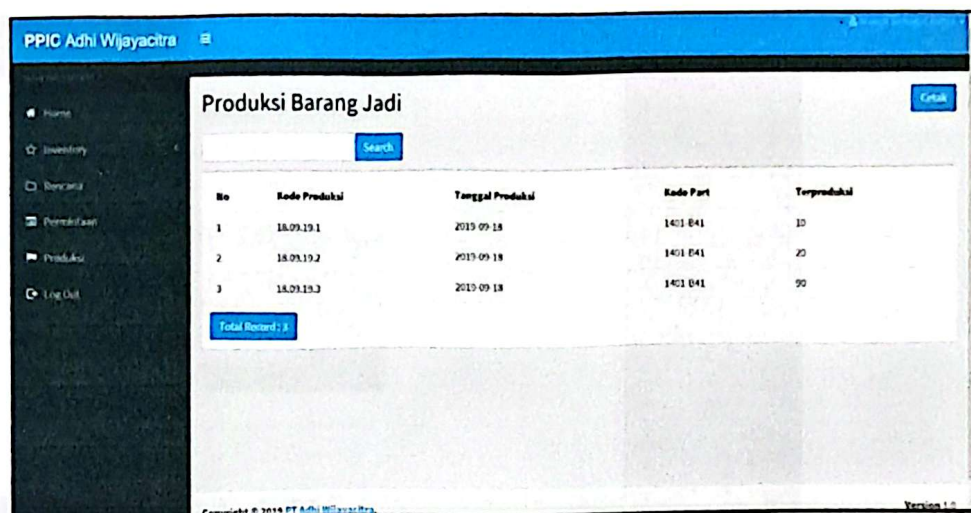 PPIC Adhi Wijayacitra
Home
Inventory
Rencana
Permintaan
Produksi
Log Out
Produksi Barang Jadi
Cetak
Search
No Kode Produksi Tanggal Produksi Kode Part Terproduksi
1 18.09.19.1 2019-09-18 1401-B41 10
2 18.09.19.2 2019-09-18 1401-B41 20
3 18.09.19.3 2019-09-18 1401-B41 90
Total Record : 3
Copyright © 2019 PT Adhi Wijayacitra.
Version 1.0